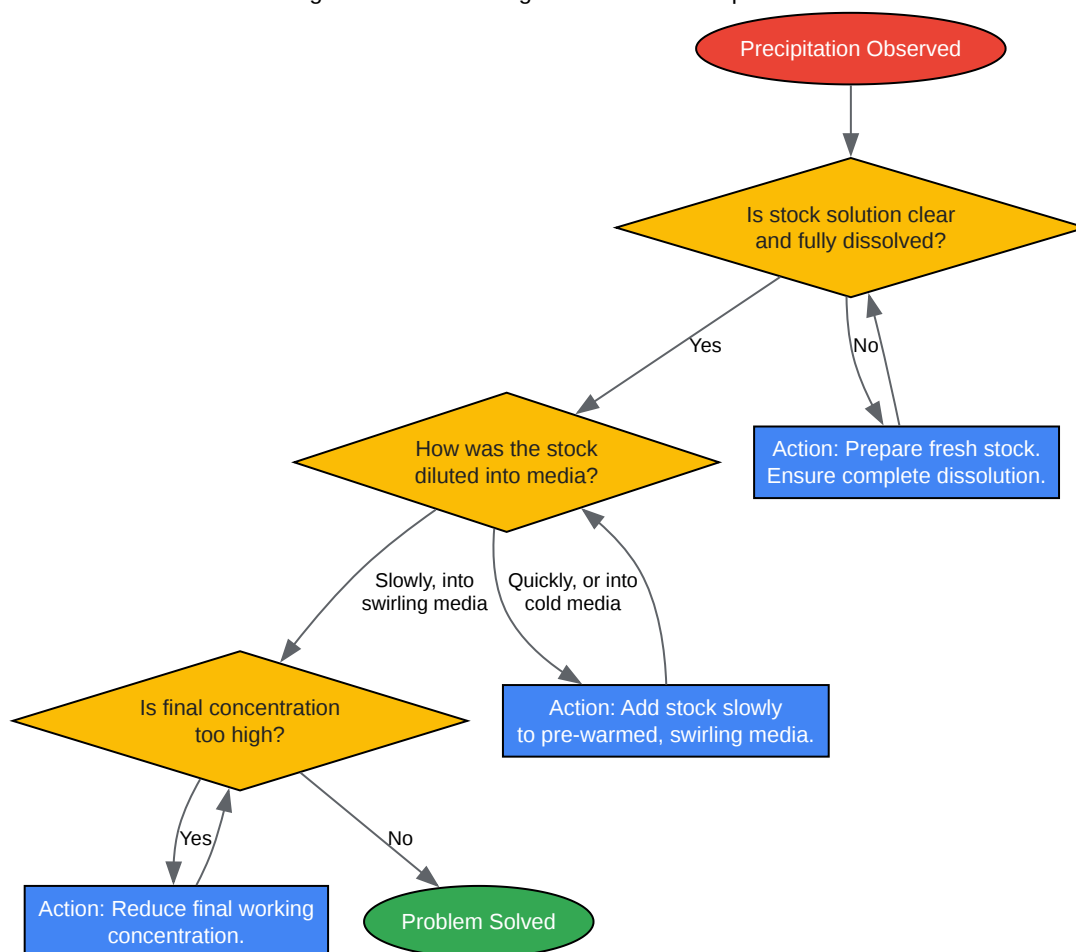 Precipitation Observed
Is stock solution clear
and fully dissolved?
Yes
No
How was the stock
diluted into media?
Action: Prepare fresh stock.
Ensure complete dissolution.
Slowly, into
swirling media
Quickly, or into
cold media
Is final concentration
too high?
Action: Add stock slowly
to pre-warmed, swirling media.
Yes
No
Action: Reduce final working
concentration.
Problem Solved